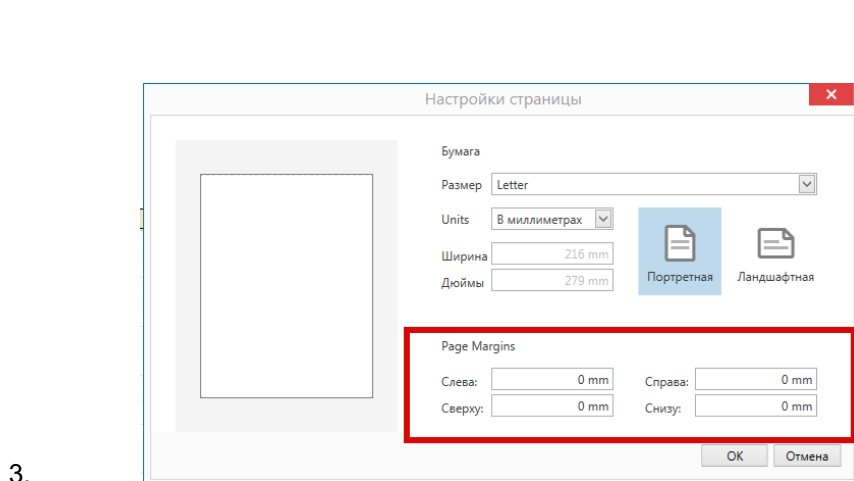 Настройки страницы
Бумага
Размер Letter
Units В миллиметрах
Ширина 216 mm
Дюймы 279 mm
Портретная Ландшафтная
Page Margins
Слева: 0 mm Справа: 0 mm
Сверху: 0 mm Снизу: 0 mm
OK Отмена
3.